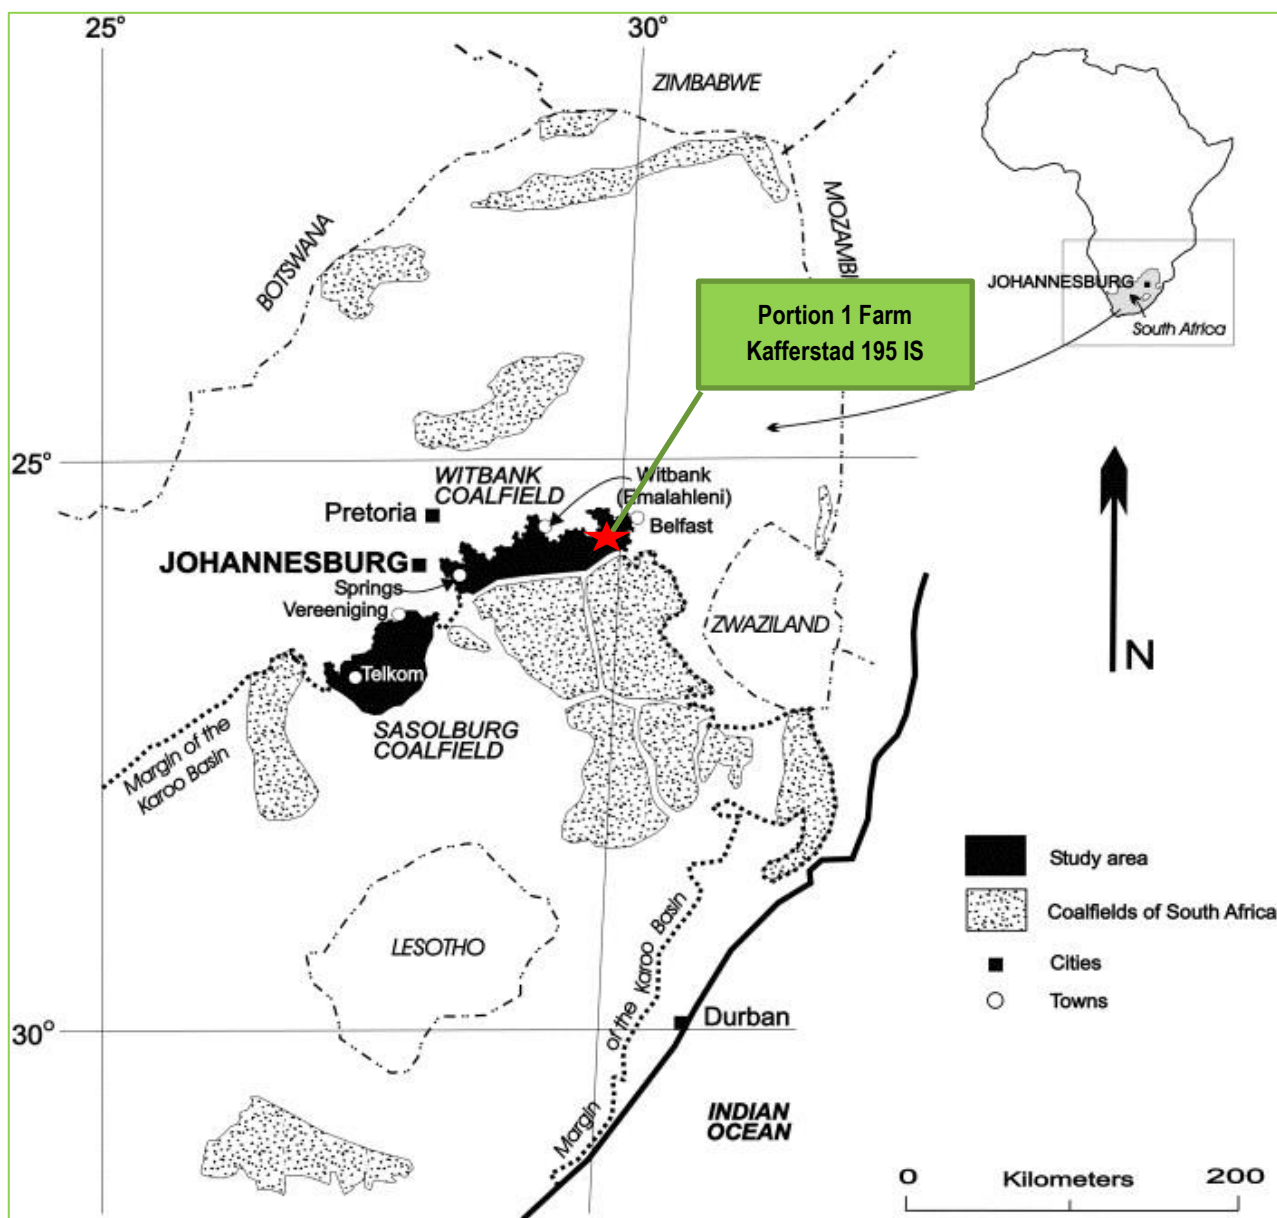 25°
30°
ZIMBABWE
BOTSWANA
MOZAMBI
JOHANNESBURG
South Africa
Portion 1 Farm
Kafferstad 195 IS
25°
WITBANK
COALFIELD
Witbank
(Emalahleni)
Pretoria
Belfast
JOHANNESBURG
Springs
Vereeniging
ZWAZILAND
N
Telkom
SASOLBURG
COALFIELD
Margin of the
Karoo Basin
Study area
Coalfields of South Africa
Cities
Towns
LESOTHO
Margin
of the Karoo Basin
30°
Durban
INDIAN
OCEAN
0
Kilometers
200